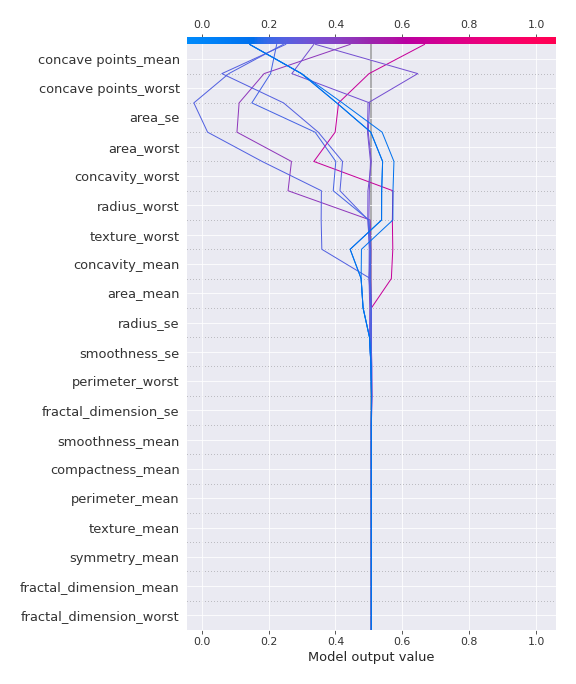 0.0 0.2 0.4 0.6 0.8 1.0
concave points_mean
concave points_worst
area_se
area_worst
concavity_worst
radius_worst
texture_worst
concavity_mean
area_mean
radius_se
smoothness_se
perimeter_worst
fractal_dimension_se
smoothness_mean
compactness_mean
perimeter_mean
texture_mean
symmetry_mean
fractal_dimension_mean
fractal_dimension_worst
0.0 0.2 0.4 0.6 0.8 1.0
Model output value